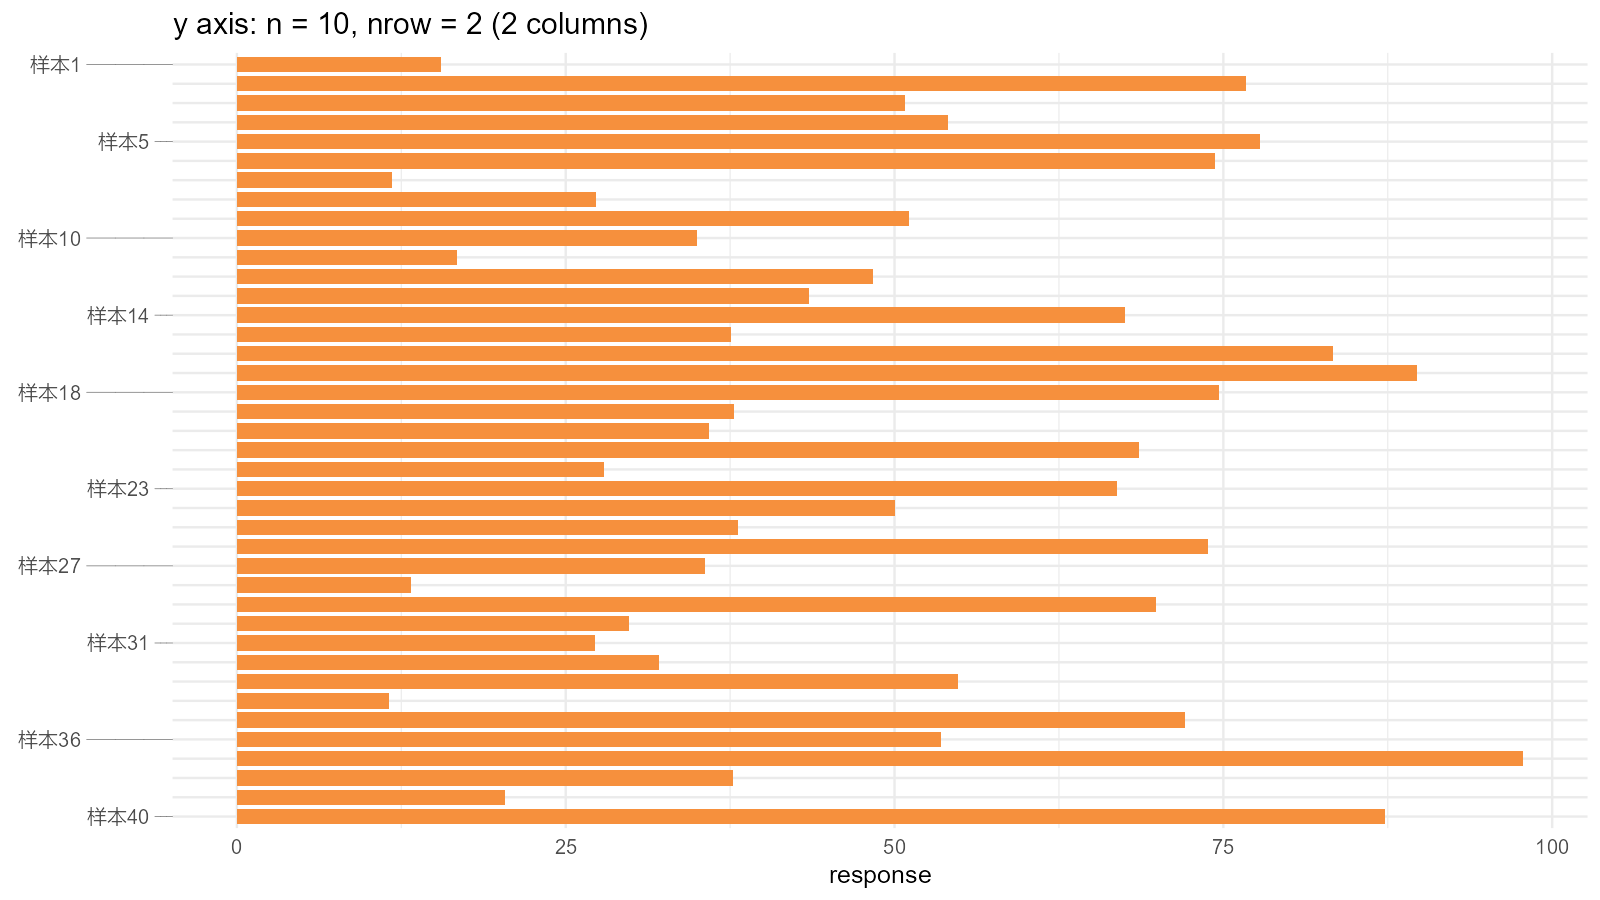 y axis: n = 10, nrow = 2 (2 columns)
样本1
样本5
样本10
样本14
样本18
样本23
样本27
样本31
样本36
样本40
0 25 50 75 100
response